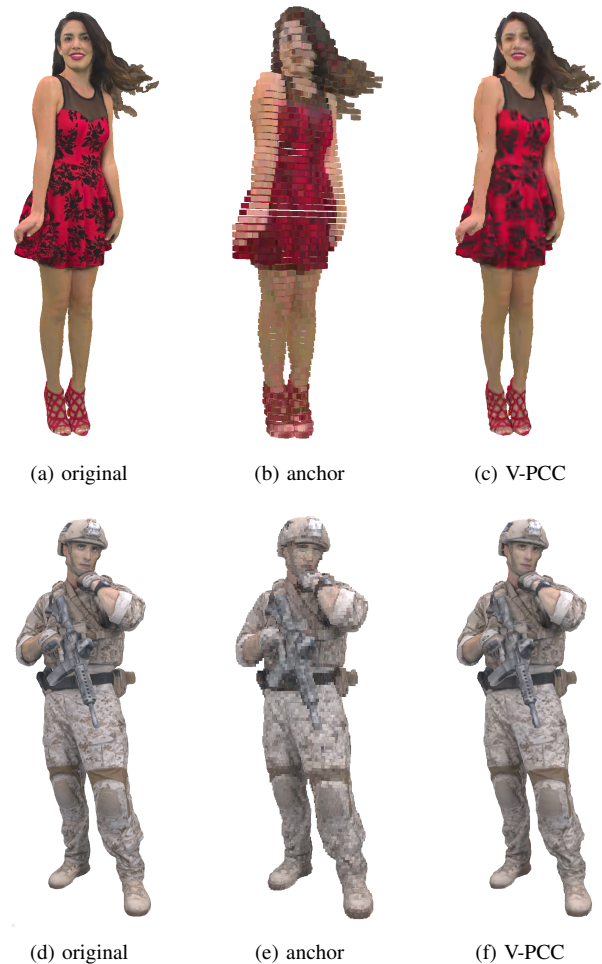 (a) original
(b) anchor
(c) V-PCC
(d) original
(e) anchor
(f) V-PCC